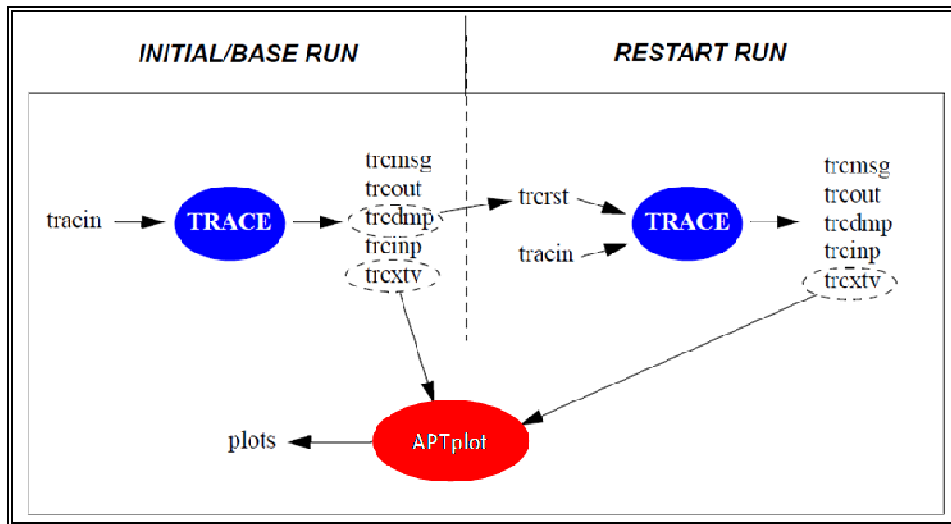 INITIAL/BASE RUN
RESTART RUN
tracin
TRACE
trcmsg
trcout
trcdmp
trcinp
trcxtv
trcrst
tracin
TRACE
trcmsg
trcout
trcdmp
trcinp
trcxtv
plots
APTplot